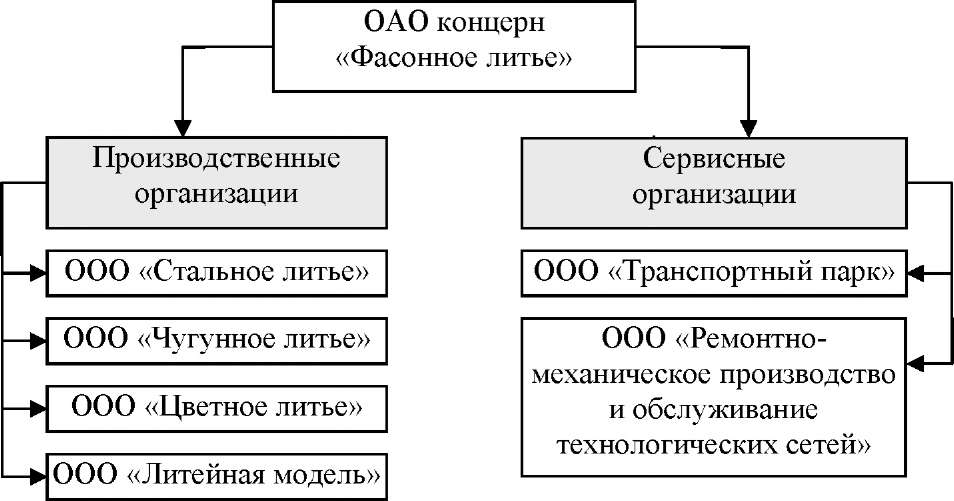 ОАО концерн
«Фасонное литье»
Производственные
организации
ООО «Стальное литье»
ООО «Чугунное литье»
ООО «Цветное литье»
ООО «Литейная модель»
Сервисные
организации
ООО «Транспортный парк»
ООО «Ремонтно-
механическое производство
и обслуживание
технологических сетей»